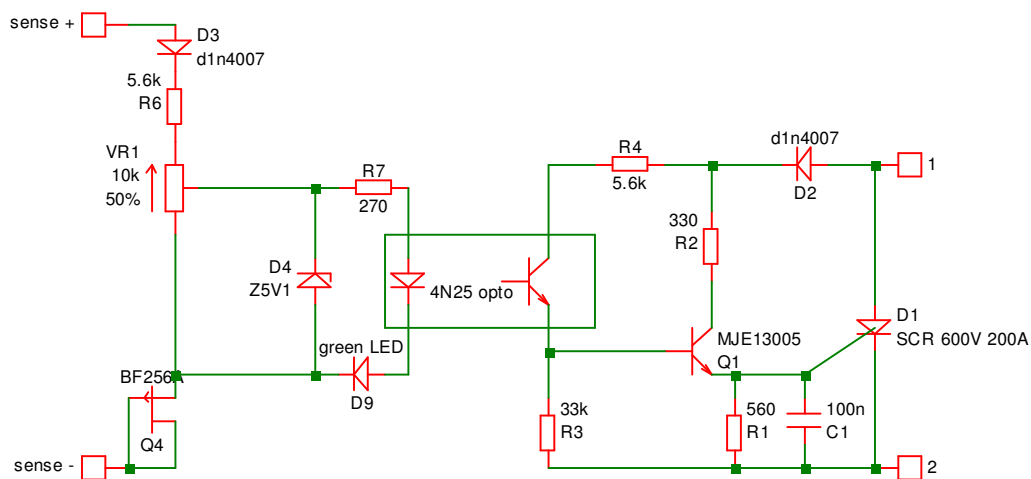 sense +
D3
d1n4007
5.6k
R6
VR1
10k
50%
R7
270
D4
Z5V1
4N25 opto
green LED
D9
BF256A
Q4
sense -
R4
5.6k
d1n4007
D2
1
330
R2
D1
SCR 600V 200A
MJE13005
Q1
33k
R3
560
R1
100n
C1
2